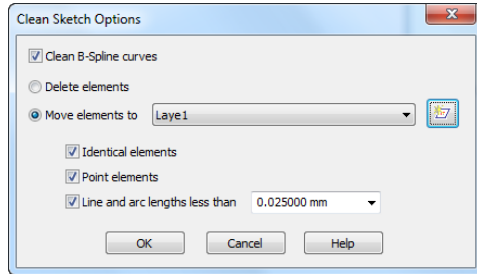 Clean Sketch Options
Clean B-Spline curves
Delete elements
Move elements to Laye1
Identical elements
Point elements
Line and arc lengths less than 0.025000 mm
OK Cancel Help